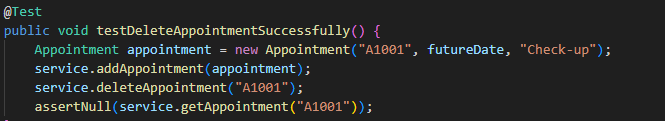 @Test
public void testDeleteAppointmentSuccessfully() {
    Appointment appointment = new Appointment("A1001", futureDate, "Check-up");
    service.addAppointment(appointment);
    service.deleteAppointment("A1001");
    assertNull(service.getAppointment("A1001"));